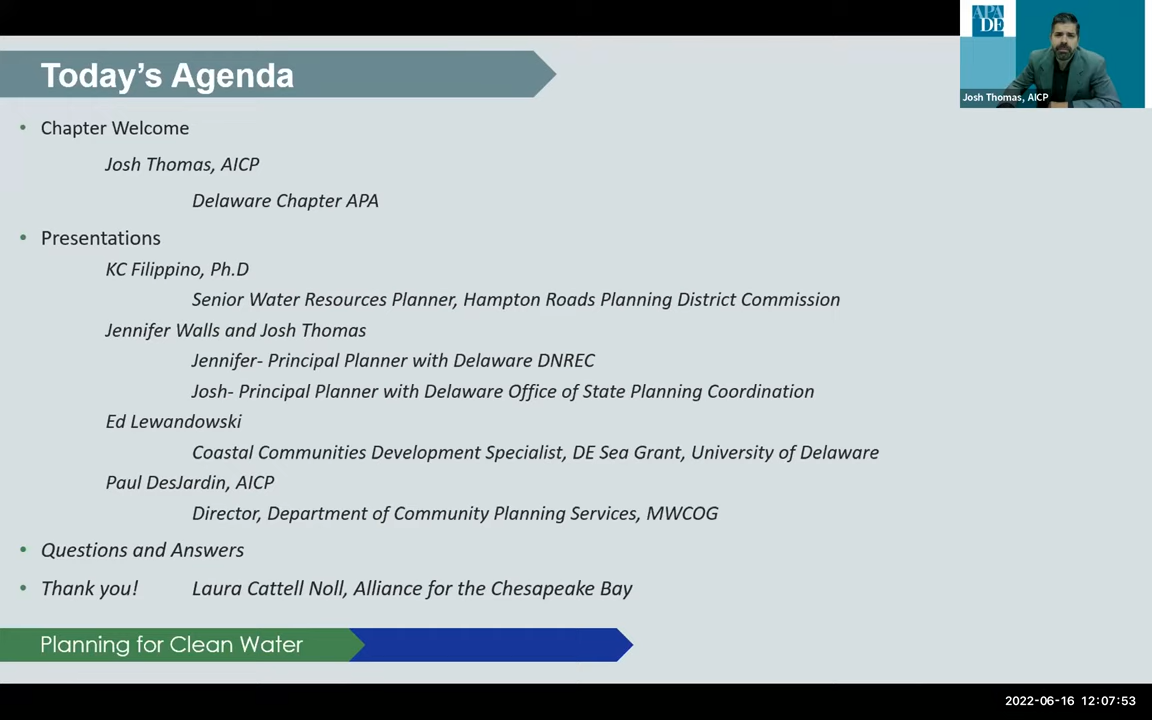 APA
DE
Josh Thomas, AICP
Today's Agenda
• Chapter Welcome
Josh Thomas, AICP
Delaware Chapter APA
• Presentations
KC Filippino, Ph.D
Senior Water Resources Planner, Hampton Roads Planning District Commission
Jennifer Walls and Josh Thomas
Jennifer- Principal Planner with Delaware DNREC
Josh- Principal Planner with Delaware Office of State Planning Coordination
Ed Lewandowski
Coastal Communities Development Specialist, DE Sea Grant, University of Delaware
Paul DesJardin, AICP
Director, Department of Community Planning Services, MWCOG
• Questions and Answers
• Thank you! Laura Cattell Noll, Alliance for the Chesapeake Bay
Planning for Clean Water
2022-06-16 12:07:53